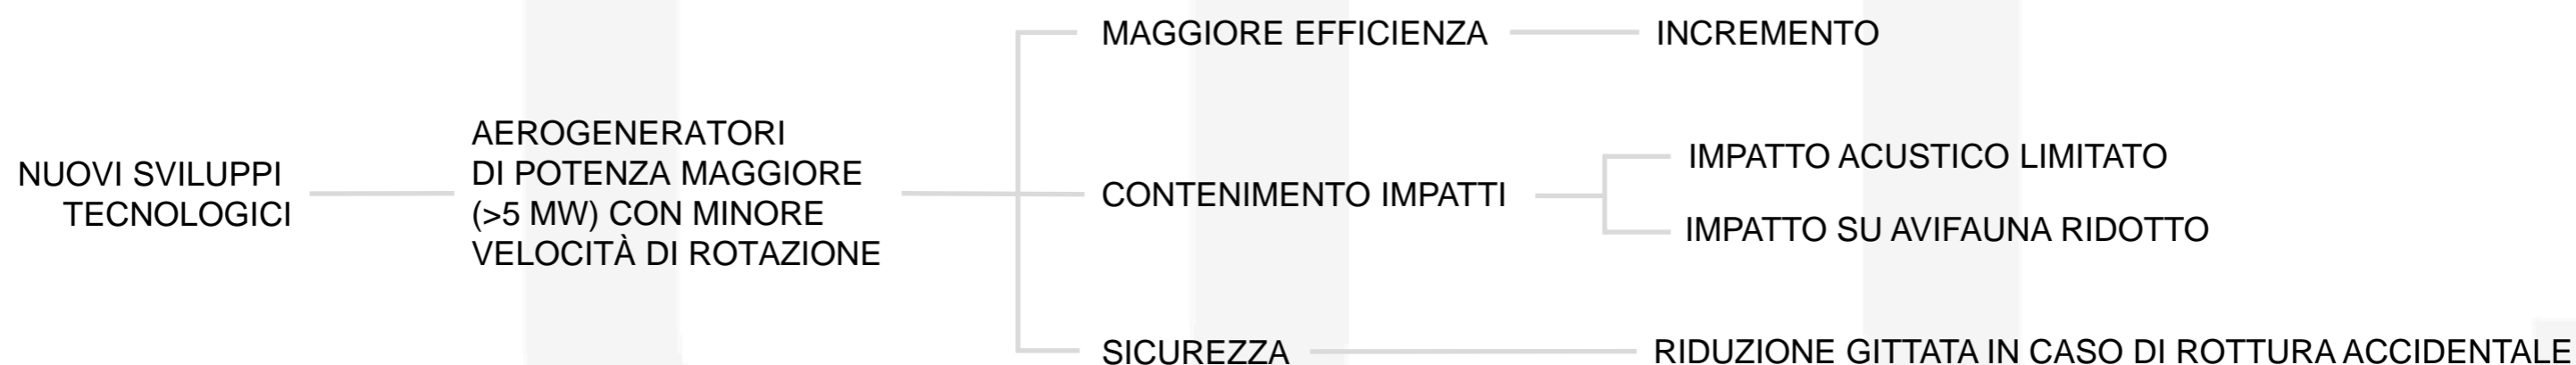 NUOVI SVILUPPI
TECNOLOGICI
AEROGENERATORI
DI POTENZA MAGGIORE
(>5 MW) CON MINORE
VELOCITÀ DI ROTAZIONE
MAGGIORE EFFICIENZA
INCREMENTO
CONTENIMENTO IMPATTI
IMPATTO ACUSTICO LIMITATO
IMPATTO SU AVIFAUNA RIDOTTO
SICUREZZA
RIDUZIONE GITTATA IN CASO DI ROTTURA ACCIDENTALE